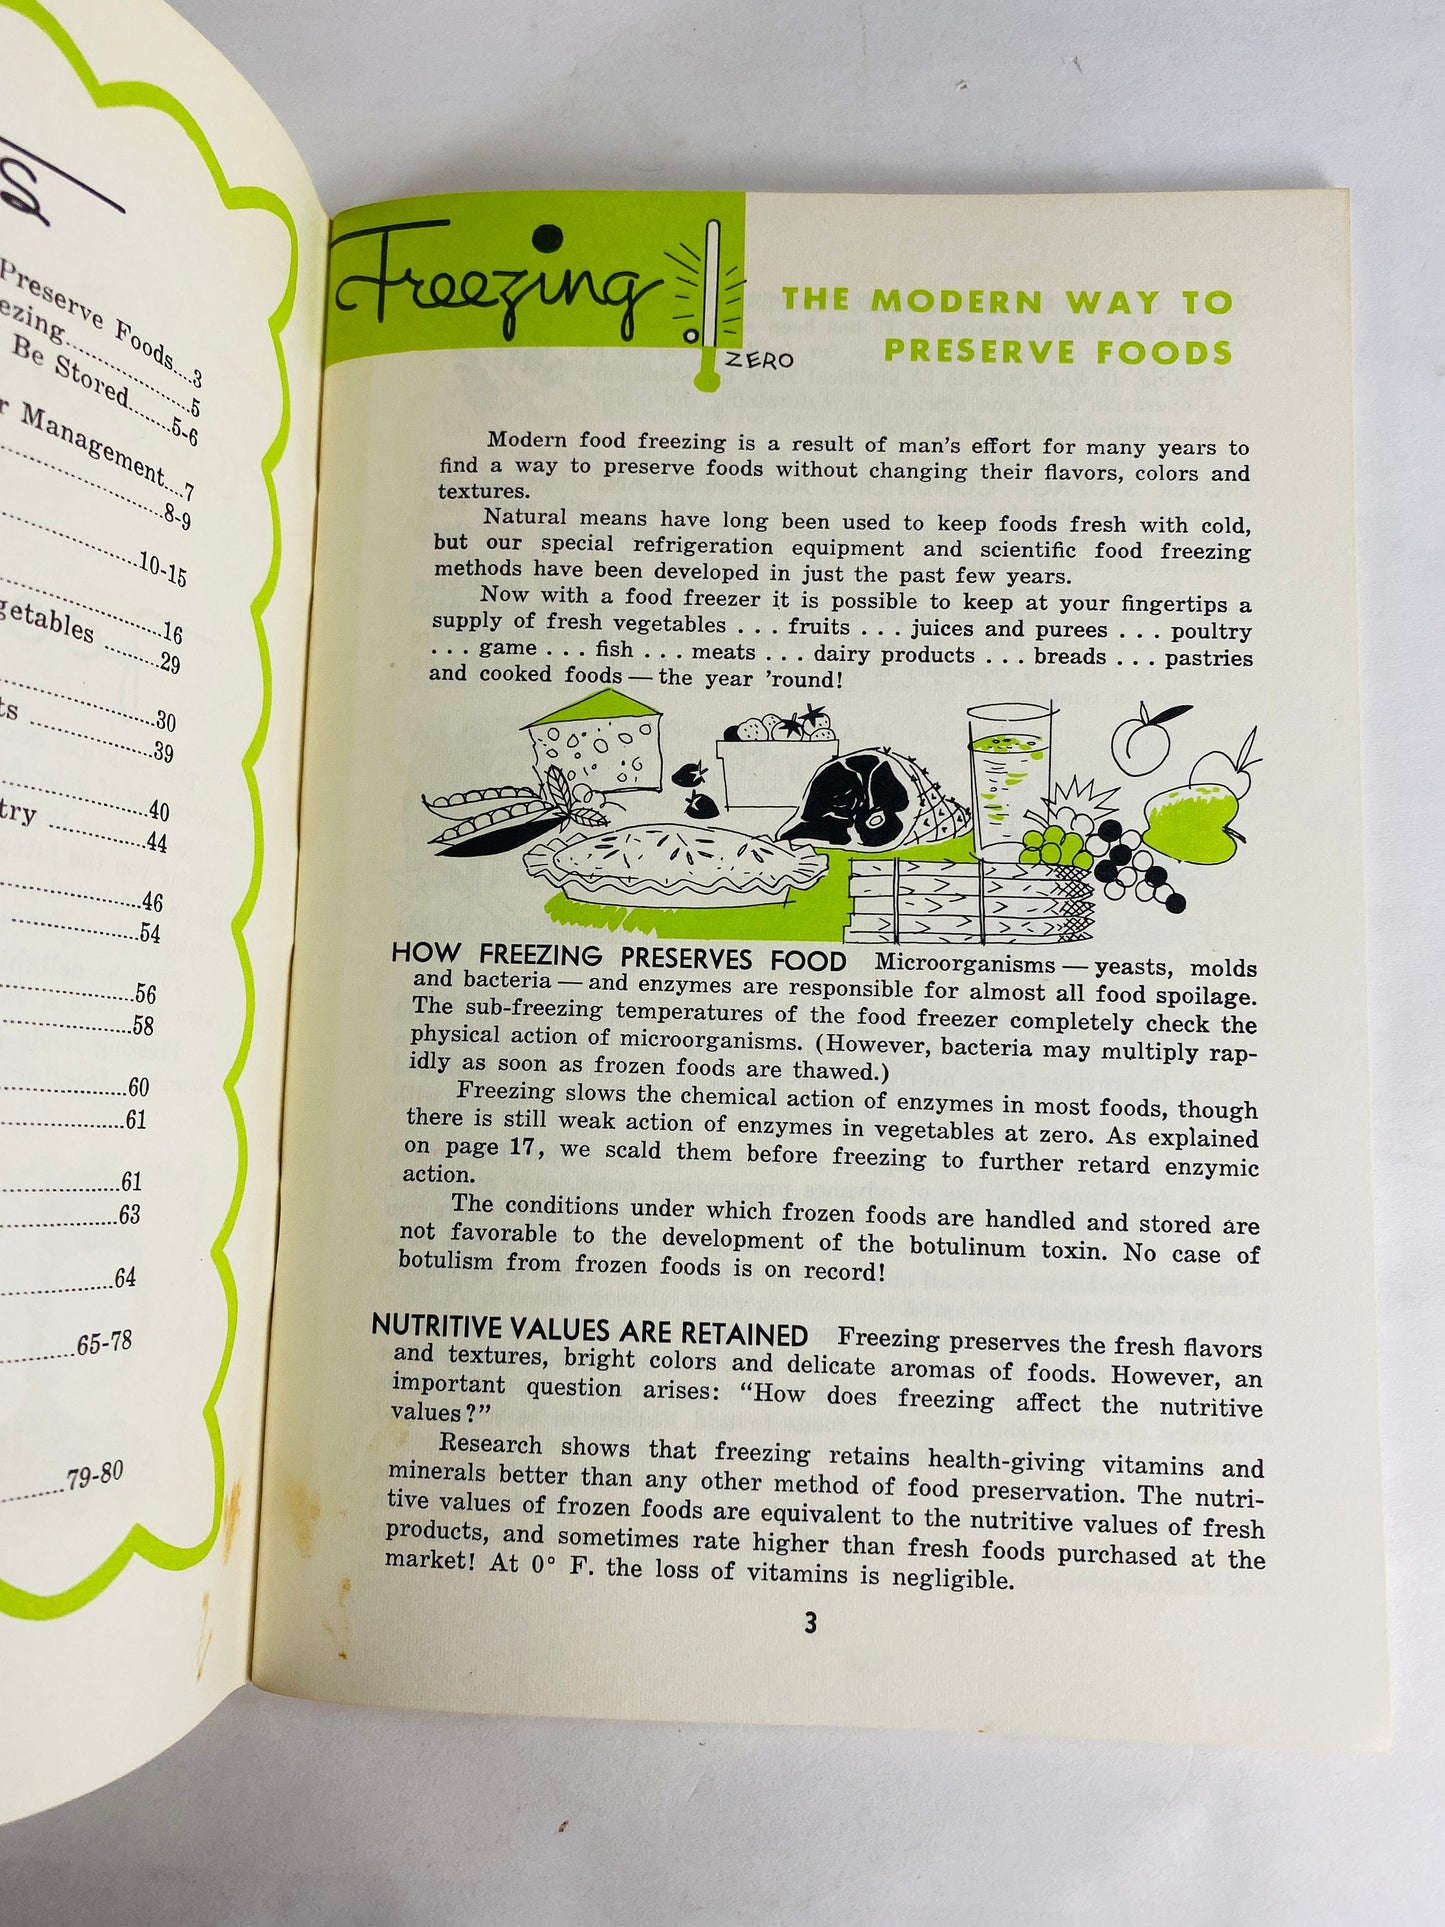 Preserve Foods...3
Be Stored.......5-6
Management....7
..........8-9
..........10-15
..........16
.........29
..........30
..........39
..........40
..........44
..........46
..........54
..........56
..........58
..........60
..........61
..........61
..........63
..........64
....65-78
..........79-80
Freezing
ZERO
THE MODERN WAY TO
PRESERVE FOODS
Modern food freezing is a result of man's effort for many years to
find a way to preserve foods without changing their flavors, colors and
textures.
Natural means have long been used to keep foods fresh with cold,
but our special refrigeration equipment and scientific food freezing
methods have been developed in just the past few years.
Now with a food freezer it is possible to keep at your fingertips a
supply of fresh vegetables . . . fruits . . . juices and purees . . . poultry
. . . game . . . fish . . . meats . . . dairy products . . . breads . . . pastries
and cooked foods — the year 'round!
HOW FREEZING PRESERVES FOOD Microorganisms — yeasts, molds
and bacteria — and enzymes are responsible for almost all food spoilage.
The sub-freezing temperatures of the food freezer completely check the
physical action of microorganisms. (However, bacteria may multiply rap-
idly as soon as frozen foods are thawed.)
Freezing slows the chemical action of enzymes in most foods, though
there is still weak action of enzymes in vegetables at zero. As explained
on page 17, we scald them before freezing to further retard enzymic
action.
The conditions under which frozen foods are handled and stored are
not favorable to the development of the botulinum toxin. No case of
botulism from frozen foods is on record!
NUTRITIVE VALUES ARE RETAINED Freezing preserves the fresh flavors
and textures, bright colors and delicate aromas of foods. However, an
important question arises: "How does freezing affect the nutritive
values?"
Research shows that freezing retains health-giving vitamins and
minerals better than any other method of food preservation. The nutri-
tive values of frozen foods are equivalent to the nutritive values of fresh
products, and sometimes rate higher than fresh foods purchased at the
market! At 0° F. the loss of vitamins is negligible.
3